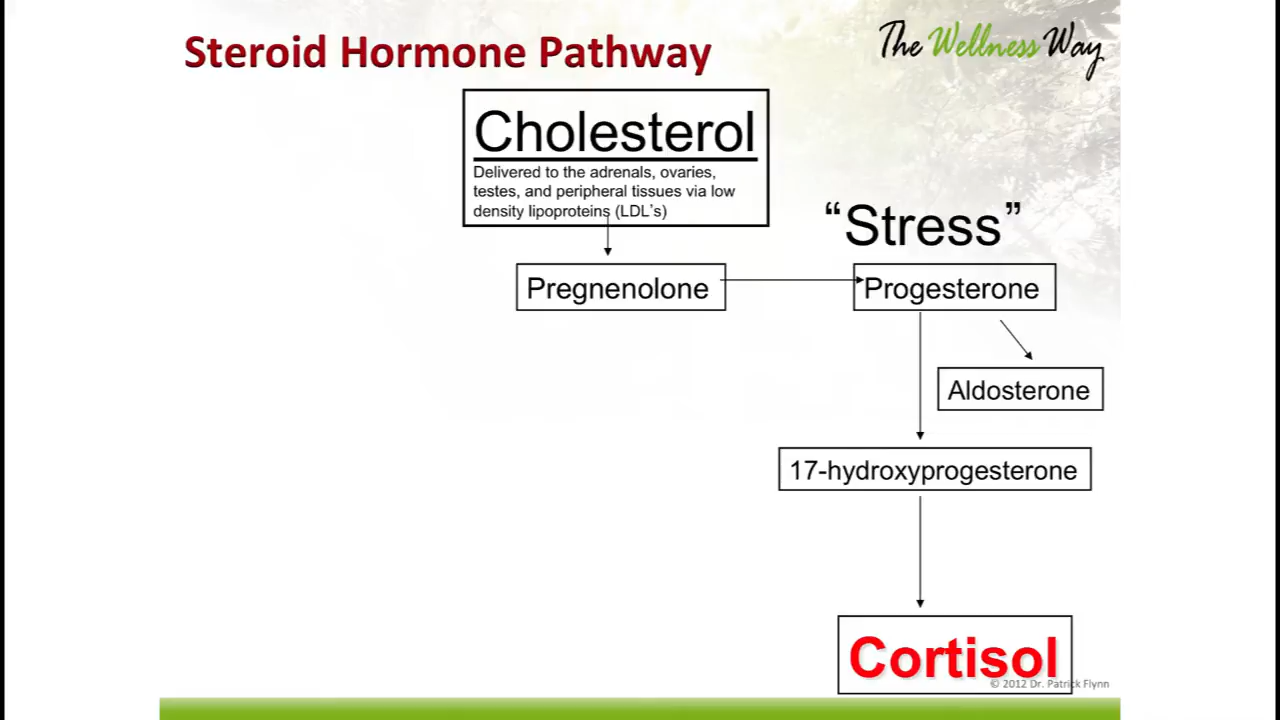 Steroid Hormone Pathway
The Wellness Way
Cholesterol
Delivered to the adrenals, ovaries,
testes, and peripheral tissues via low
density lipoproteins (LDL’s)
“Stress”
Pregnenolone
Progesterone
Aldosterone
17-hydroxyprogesterone
Cortisol
© 2012 Dr. Patrick Flynn